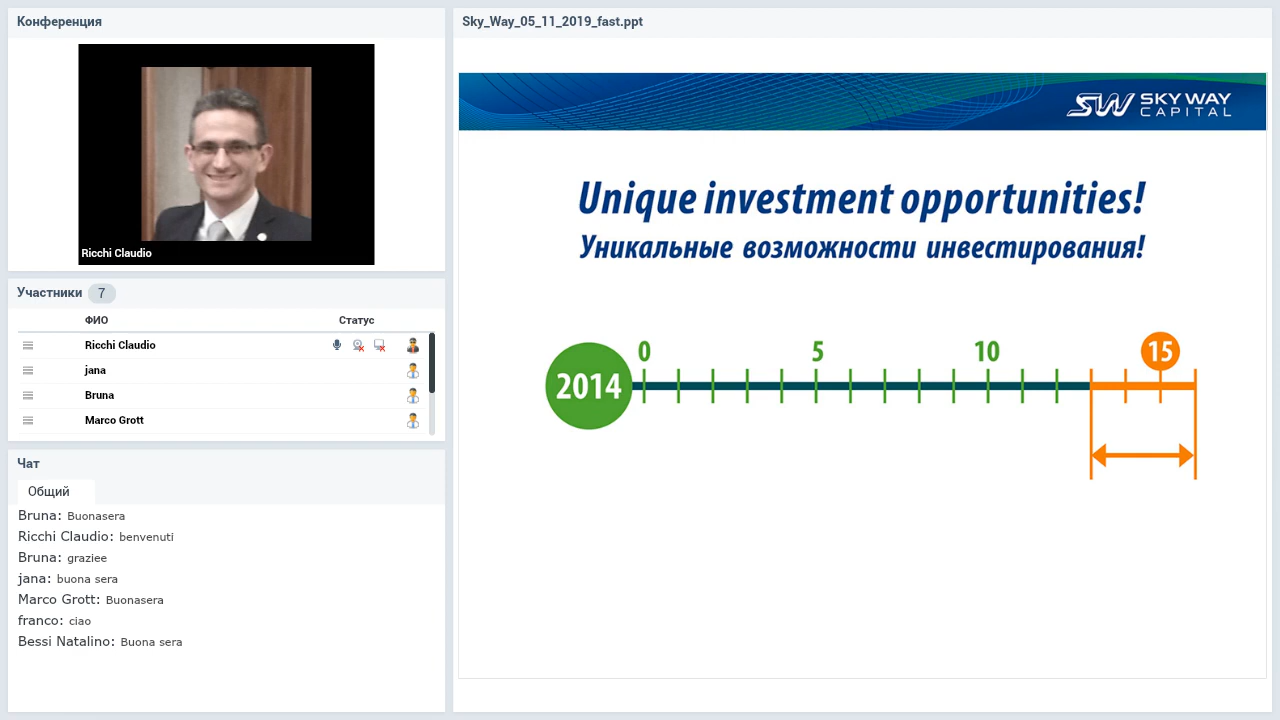 Конференция
Ricchi Claudio
Участники 7
ФИО Статус
Ricchi Claudio
jana
Bruna
Marco Grott
Чат
Общий
Bruna: Buonasera
Ricchi Claudio: benvenuti
Bruna: graziee
jana: buona sera
Marco Grott: Buonasera
franco: ciao
Bessi Natalino: Buona sera
Sky_Way_05_11_2019_fast.ppt
SW SKY WAY
CAPITAL
Unique investment opportunities!
Уникальные возможности инвестирования!
0 5 10 15
2014